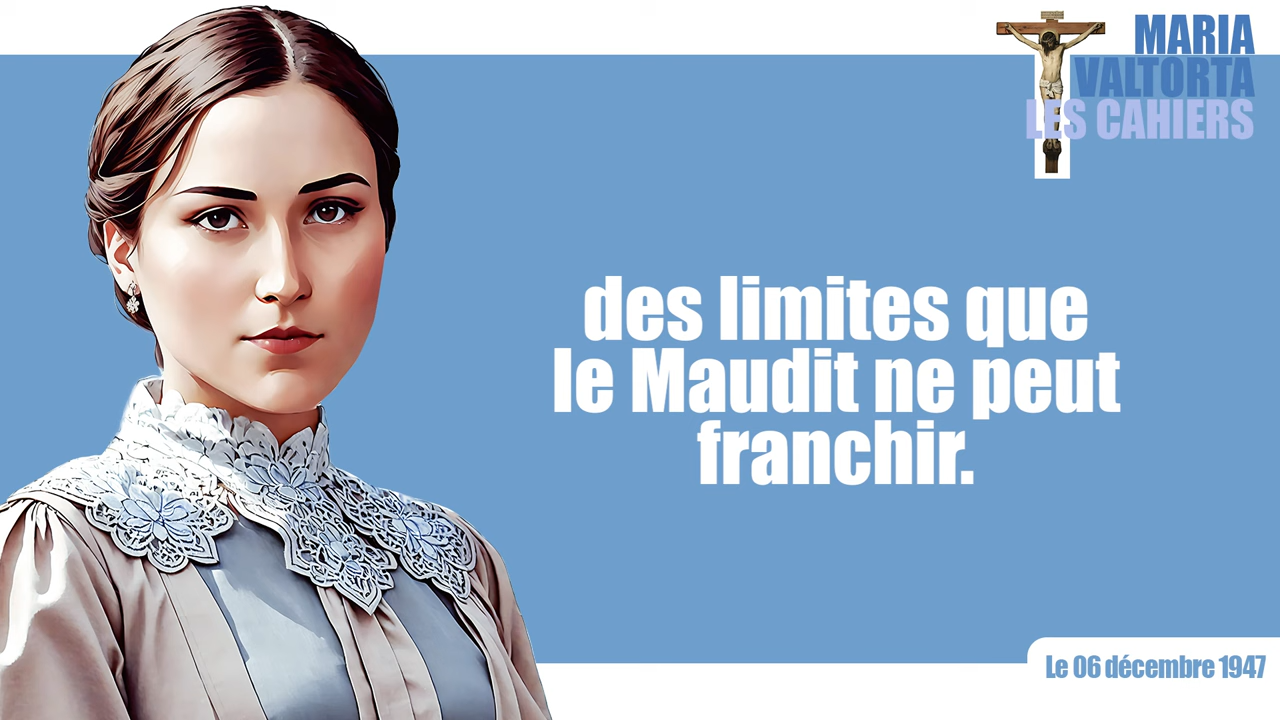 MARIA
VALTORTA
LES CAHIERS
des limites que
le Maudit ne peut
franchir.
Le 06 décembre 1947